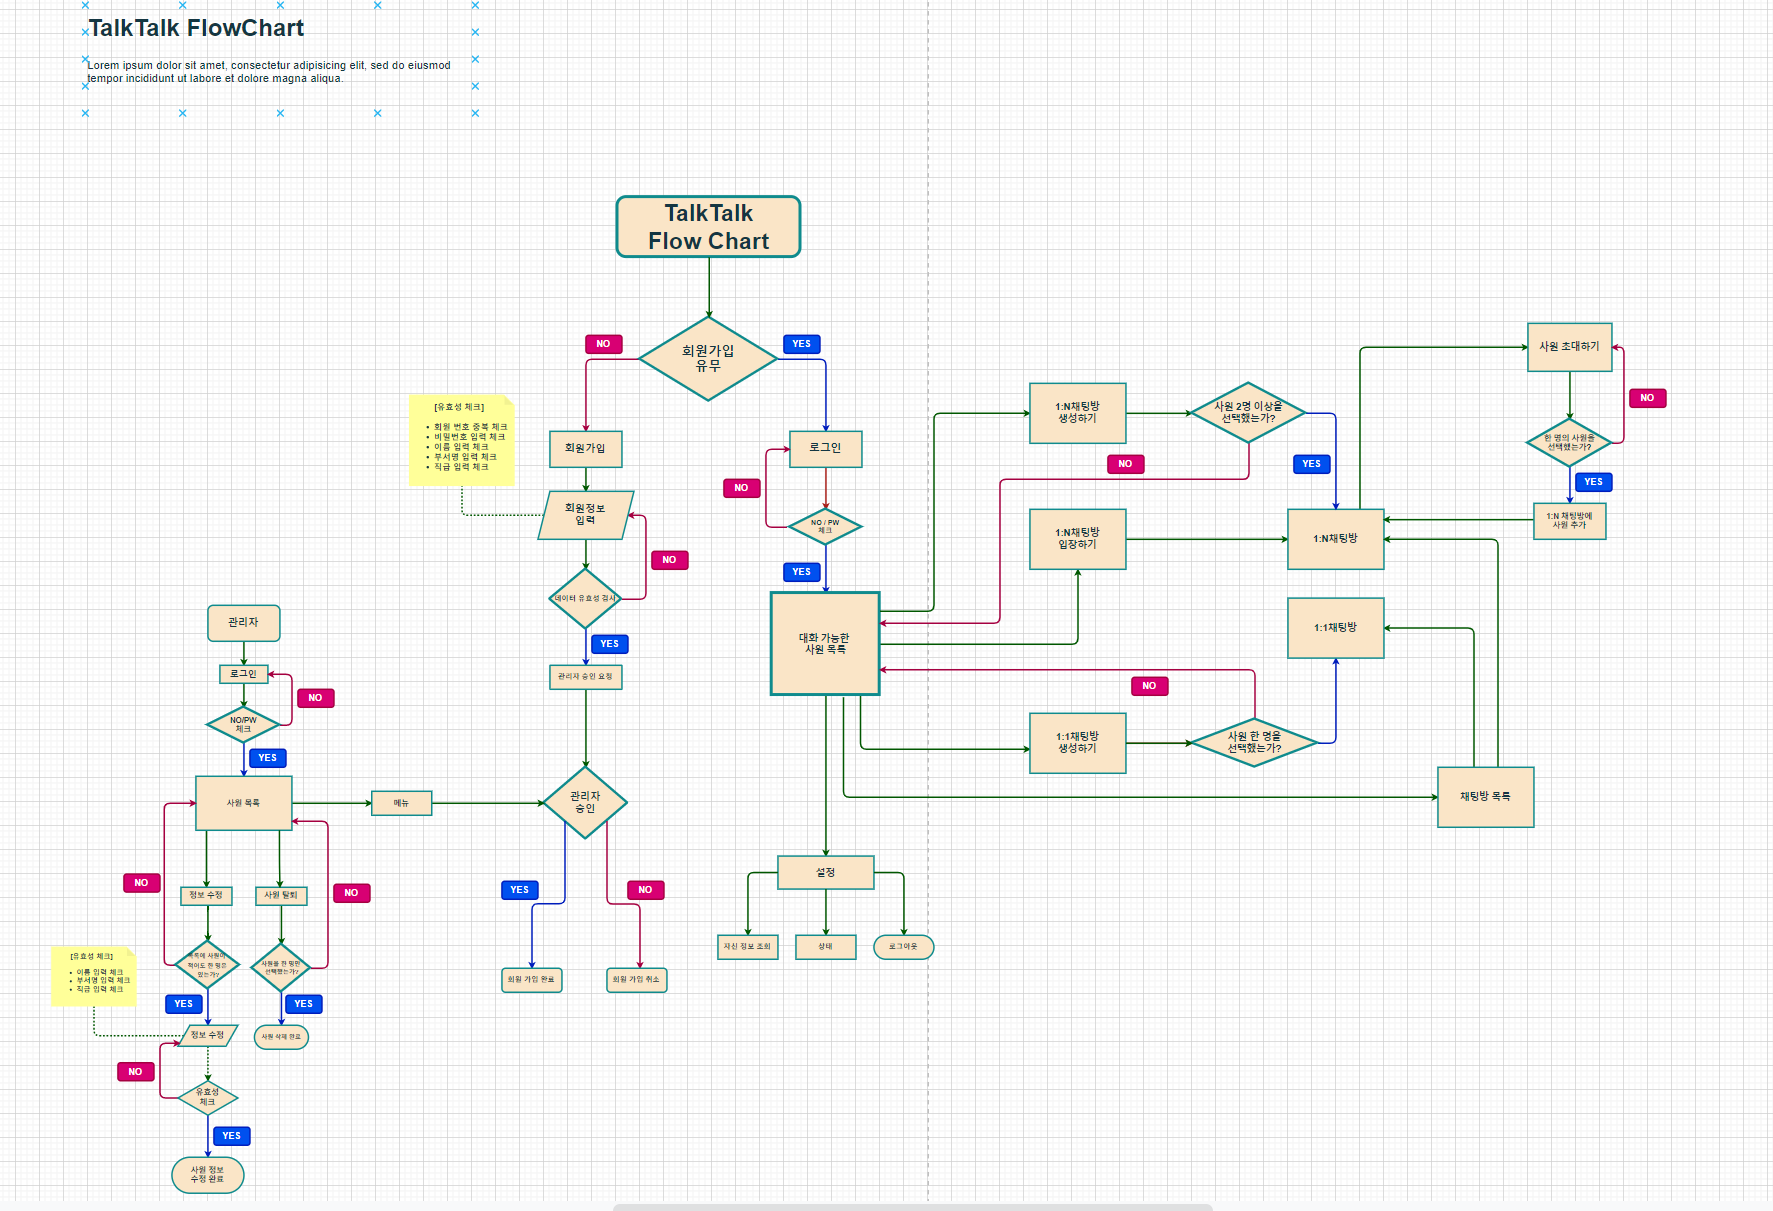 TalkTalk FlowChart
Lorem ipsum dolor sit amet, consectetur adipisicing elit, sed do eiusmod
tempor incididunt ut labore et dolore magna aliqua.
TalkTalk
Flow Chart
회원가입
유무
NO
YES
[유효성 체크]
• 회원 번호 중복 체크
• 비밀번호 입력 체크
• 이름 입력 체크
• 부서명 입력 체크
• 직급 입력 체크
회원가입
회원정보
입력
NO
데이터 유효성 검사
YES
관리자 승인 요청
관리자
승인
YES
NO
회원 가입 완료
회원 가입 취소
로그인
NO
NO / PW
체크
YES
대화 가능한
사원 목록
설정
자신 정보 조회
상태
로그아웃
1:N채팅방
생성하기
사원 2명 이상을
선택했는가?
NO
YES
1:N채팅방
입장하기
1:N채팅방
1:1채팅방
NO
1:1채팅방
생성하기
사원 한 명을
선택했는가?
채팅방 목록
사원 초대하기
NO
한 명의 사원을
선택했는가?
YES
1:N 채팅방에
사원 추가
관리자
로그인
NO
NO/PW
체크
YES
사원 목록
메뉴
NO
정보 수정
사원 탈퇴
NO
[유효성 체크]
• 이름 입력 체크
• 부서명 입력 체크
• 직급 입력 체크
목록에 사원이
적어도 한 명은
있는가?
사원을 한 명만
선택했는가?
YES
YES
정보 수정
사원 삭제 완료
NO
유효성
체크
YES
사원 정보
수정 완료